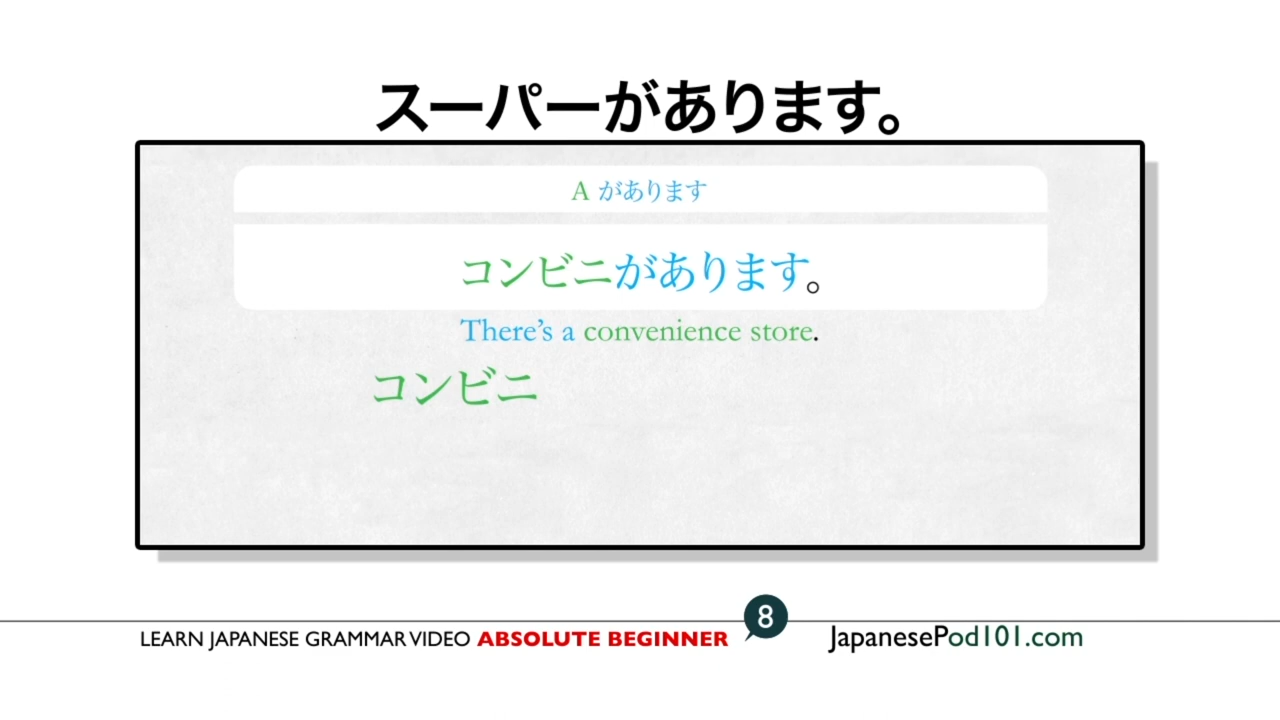 スーパーがあります。
A があります
コンビニがあります。
There's a convenience store.
コンビニ
8
LEARN JAPANESE GRAMMAR VIDEO ABSOLUTE BEGINNER
JapanesePod101.com